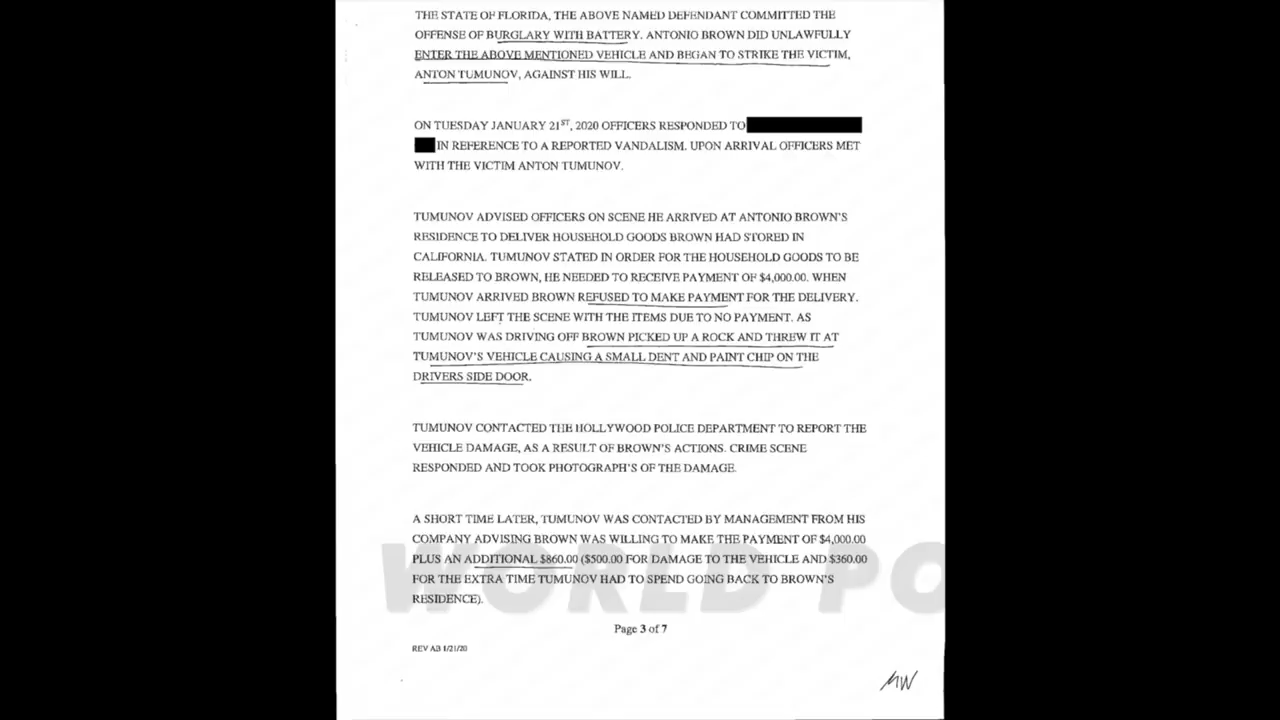 THE STATE OF FLORIDA, THE ABOVE NAMED DEFENDANT COMMITTED THE
OFFENSE OF BURGLARY WITH BATTERY. ANTONIO BROWN DID UNLAWFULLY
ENTER THE ABOVE MENTIONED VEHICLE AND BEGAN TO STRIKE THE VICTIM,
ANTON TUMUNOV, AGAINST HIS WILL.
ON TUESDAY JANUARY 21ST, 2020 OFFICERS RESPONDED TO
IN REFERENCE TO A REPORTED VANDALISM. UPON ARRIVAL OFFICERS MET
WITH THE VICTIM ANTON TUMUNOV.
TUMUNOV ADVISED OFFICERS ON SCENE HE ARRIVED AT ANTONIO BROWN'S
RESIDENCE TO DELIVER HOUSEHOLD GOODS BROWN HAD STORED IN
CALIFORNIA. TUMUNOV STATED IN ORDER FOR THE HOUSEHOLD GOODS TO BE
RELEASED TO BROWN, HE NEEDED TO RECEIVE PAYMENT OF $4,000.00. WHEN
TUMUNOV ARRIVED BROWN REFUSED TO MAKE PAYMENT FOR THE DELIVERY.
TUMUNOV LEFT THE SCENE WITH THE ITEMS DUE TO NO PAYMENT. AS
TUMUNOV WAS DRIVING OFF BROWN PICKED UP A ROCK AND THREW IT AT
TUMUNOV'S VEHICLE CAUSING A SMALL DENT AND PAINT CHIP ON THE
DRIVERS SIDE DOOR.
TUMUNOV CONTACTED THE HOLLYWOOD POLICE DEPARTMENT TO REPORT THE
VEHICLE DAMAGE, AS A RESULT OF BROWN'S ACTIONS. CRIME SCENE
RESPONDED AND TOOK PHOTOGRAPH'S OF THE DAMAGE.
A SHORT TIME LATER, TUMUNOV WAS CONTACTED BY MANAGEMENT FROM HIS
COMPANY ADVISING BROWN WAS WILLING TO MAKE THE PAYMENT OF $4,000.00
PLUS AN ADDITIONAL $860.00 ($500.00 FOR DAMAGE TO THE VEHICLE AND $360.00
FOR THE EXTRA TIME TUMUNOV HAD TO SPEND GOING BACK TO BROWN'S
RESIDENCE).
WORLD PO
Page 3 of 7
REV AB 1/21/20
MW